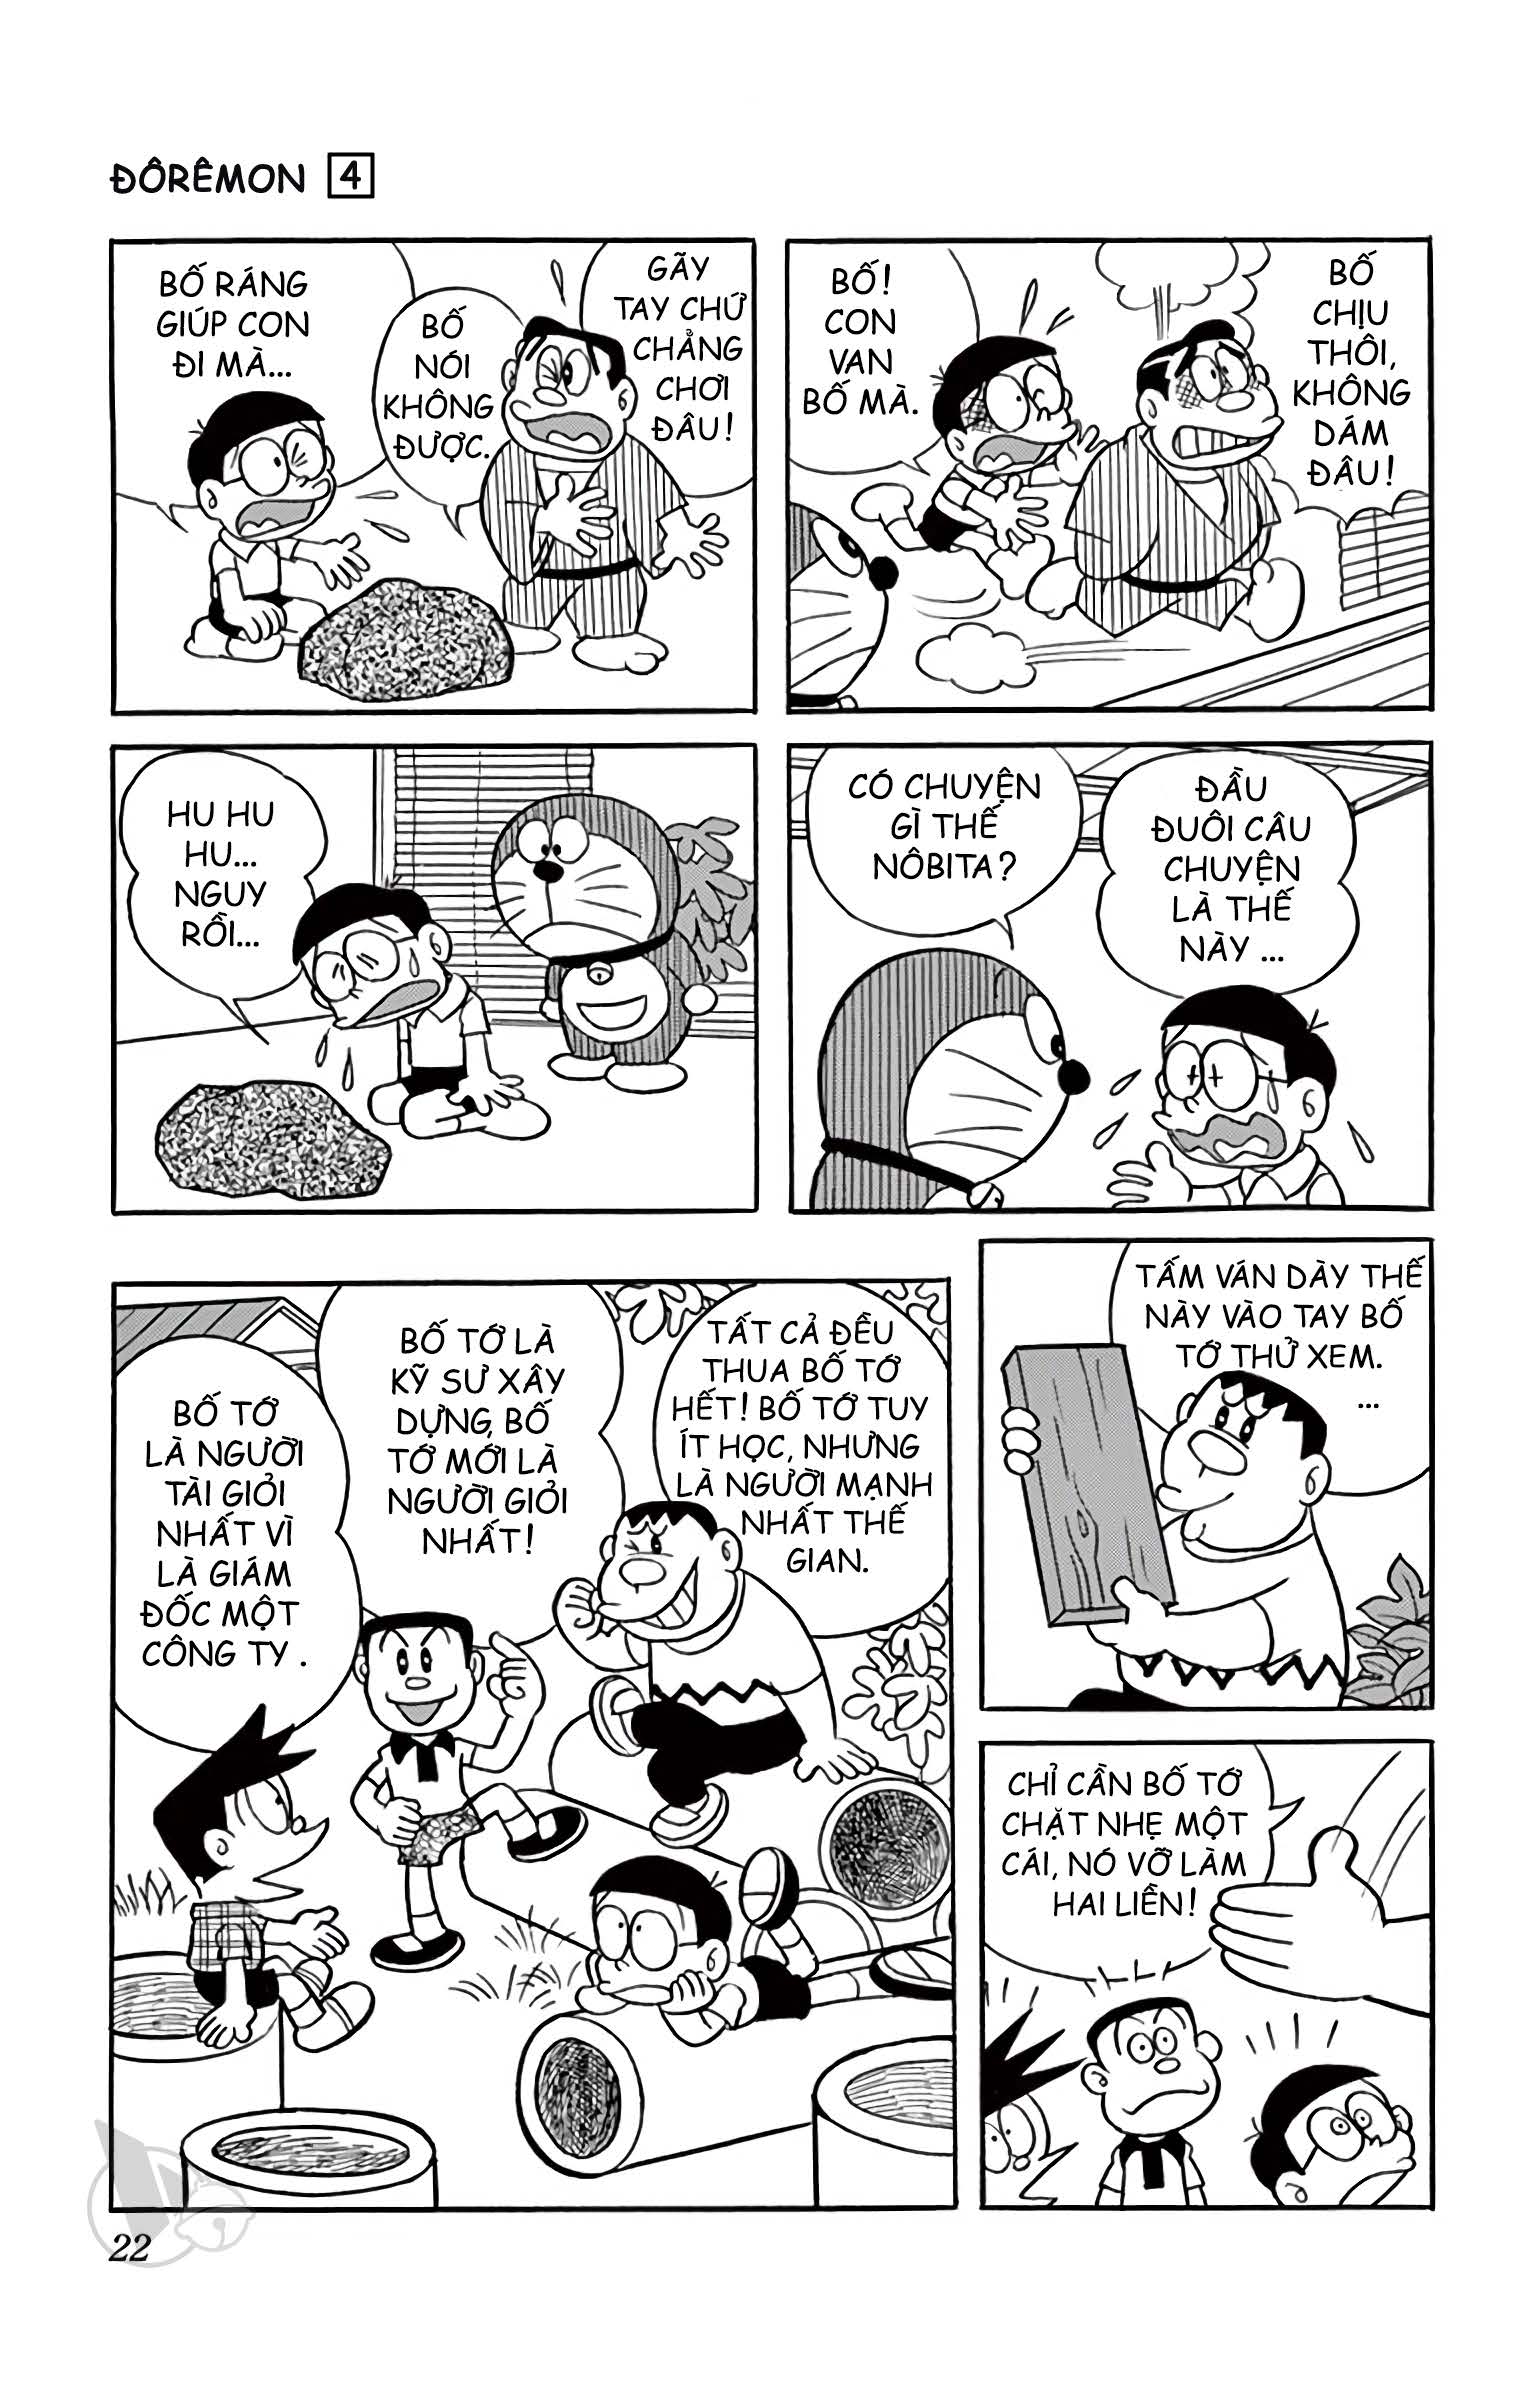 ĐÔRÊMON 4
BỐ RÁNG
GIÚP CON
ĐI MÀ...
BỐ
NÓI
KHÔNG
ĐƯỢC.
GÃY
TAY CHỨ
CHẲNG
CHƠI
ĐÂU!
BỐ!
CON
VAN
BỐ MÀ.
BỐ
CHỊU
THÔI,
KHÔNG
DÁM
ĐÂU!
HU HU
HU...
NGUY
RỒI...
CÓ CHUYỆN
GÌ THẾ
NÔBITA?
ĐẦU
ĐUÔI CÂU
CHUYỆN
LÀ THẾ
NÀY ...
BỐ TỚ
LÀ NGƯỜI
TÀI GIỎI
NHẤT VÌ
LÀ GIÁM
ĐỐC MỘT
CÔNG TY .
BỐ TỚ LÀ
KỸ SƯ XÂY
DỰNG, BỐ
TỚ MỚI LÀ
NGƯỜI GIỎI
NHẤT!
TẤT CẢ ĐỀU
THUA BỐ TỚ
HẾT! BỐ TỚ TUY
ÍT HỌC, NHƯNG
LÀ NGƯỜI MẠNH
NHẤT THẾ
GIAN.
TẤM VÁN DÀY THẾ
NÀY VÀO TAY BỐ
TỚ THỬ XEM.
...
CHỈ CẦN BỐ TỚ
CHẶT NHẸ MỘT
CÁI, NÓ VỠ LÀM
HAI LIỀN!
22